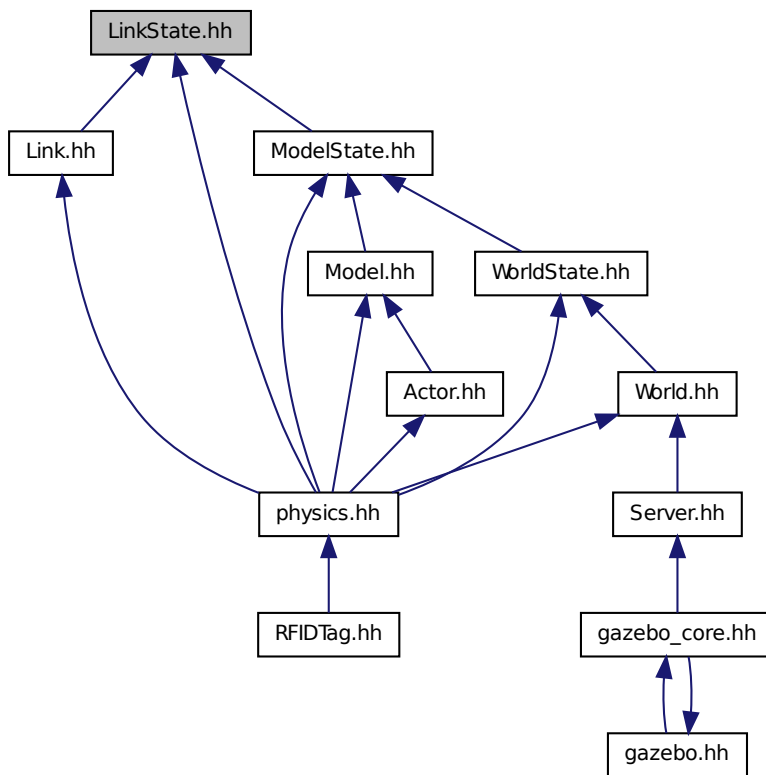 LinkState.hh
Link.hh
ModelState.hh
Model.hh
WorldState.hh
Actor.hh
World.hh
physics.hh
Server.hh
RFIDTag.hh
gazebo_core.hh
gazebo.hh